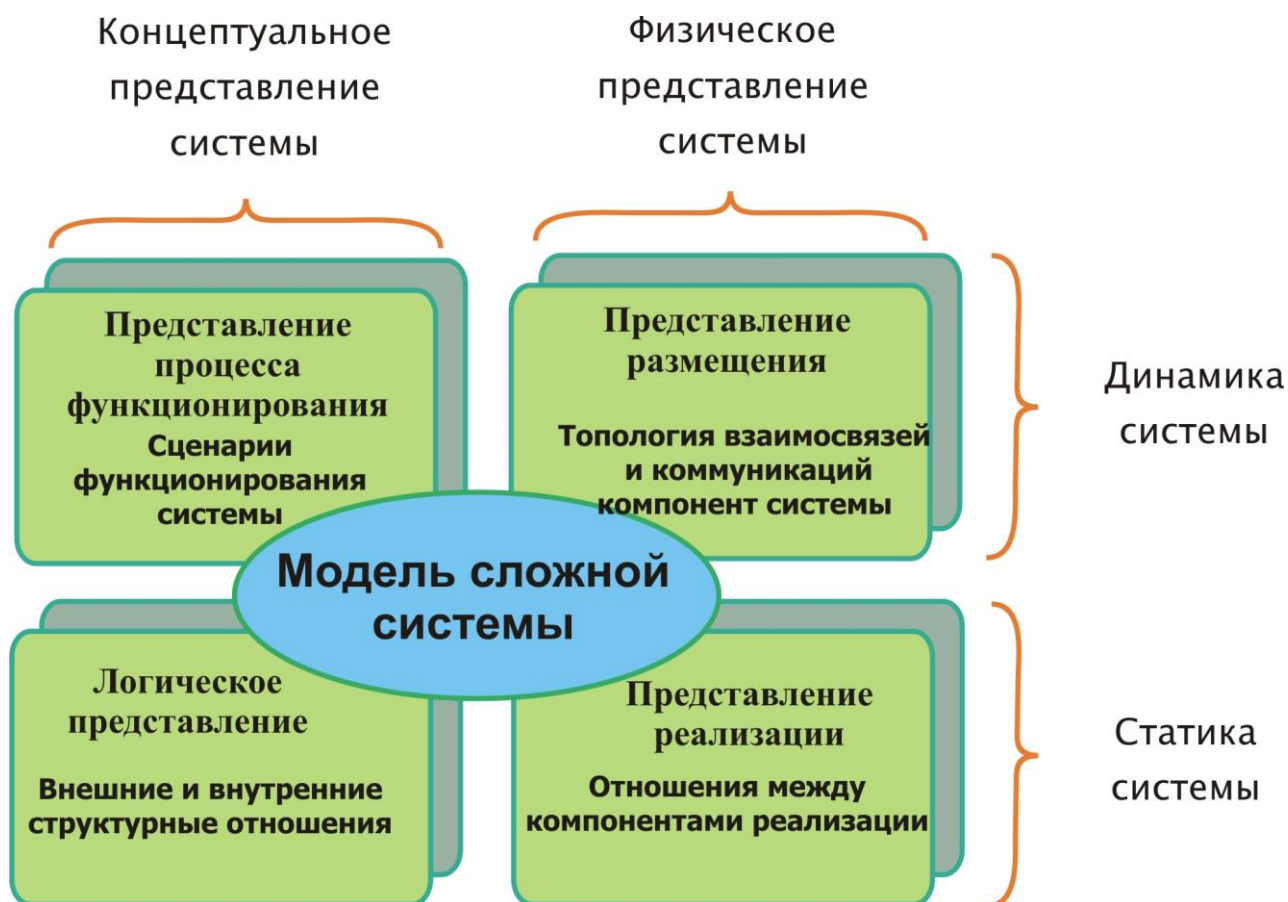 Концептуальное
представление
системы
Физическое
представление
системы
Представление
процесса
функционирования
Сценарии
функционирования
системы
Представление
размещения
Топология взаимосвязей
и коммуникаций
компонент системы
Динамика
системы
Модель сложной
системы
Логическое
представление
Внешние и внутренние
структурные отношения
Представление
реализации
Отношения между
компонентами реализации
Статика
системы